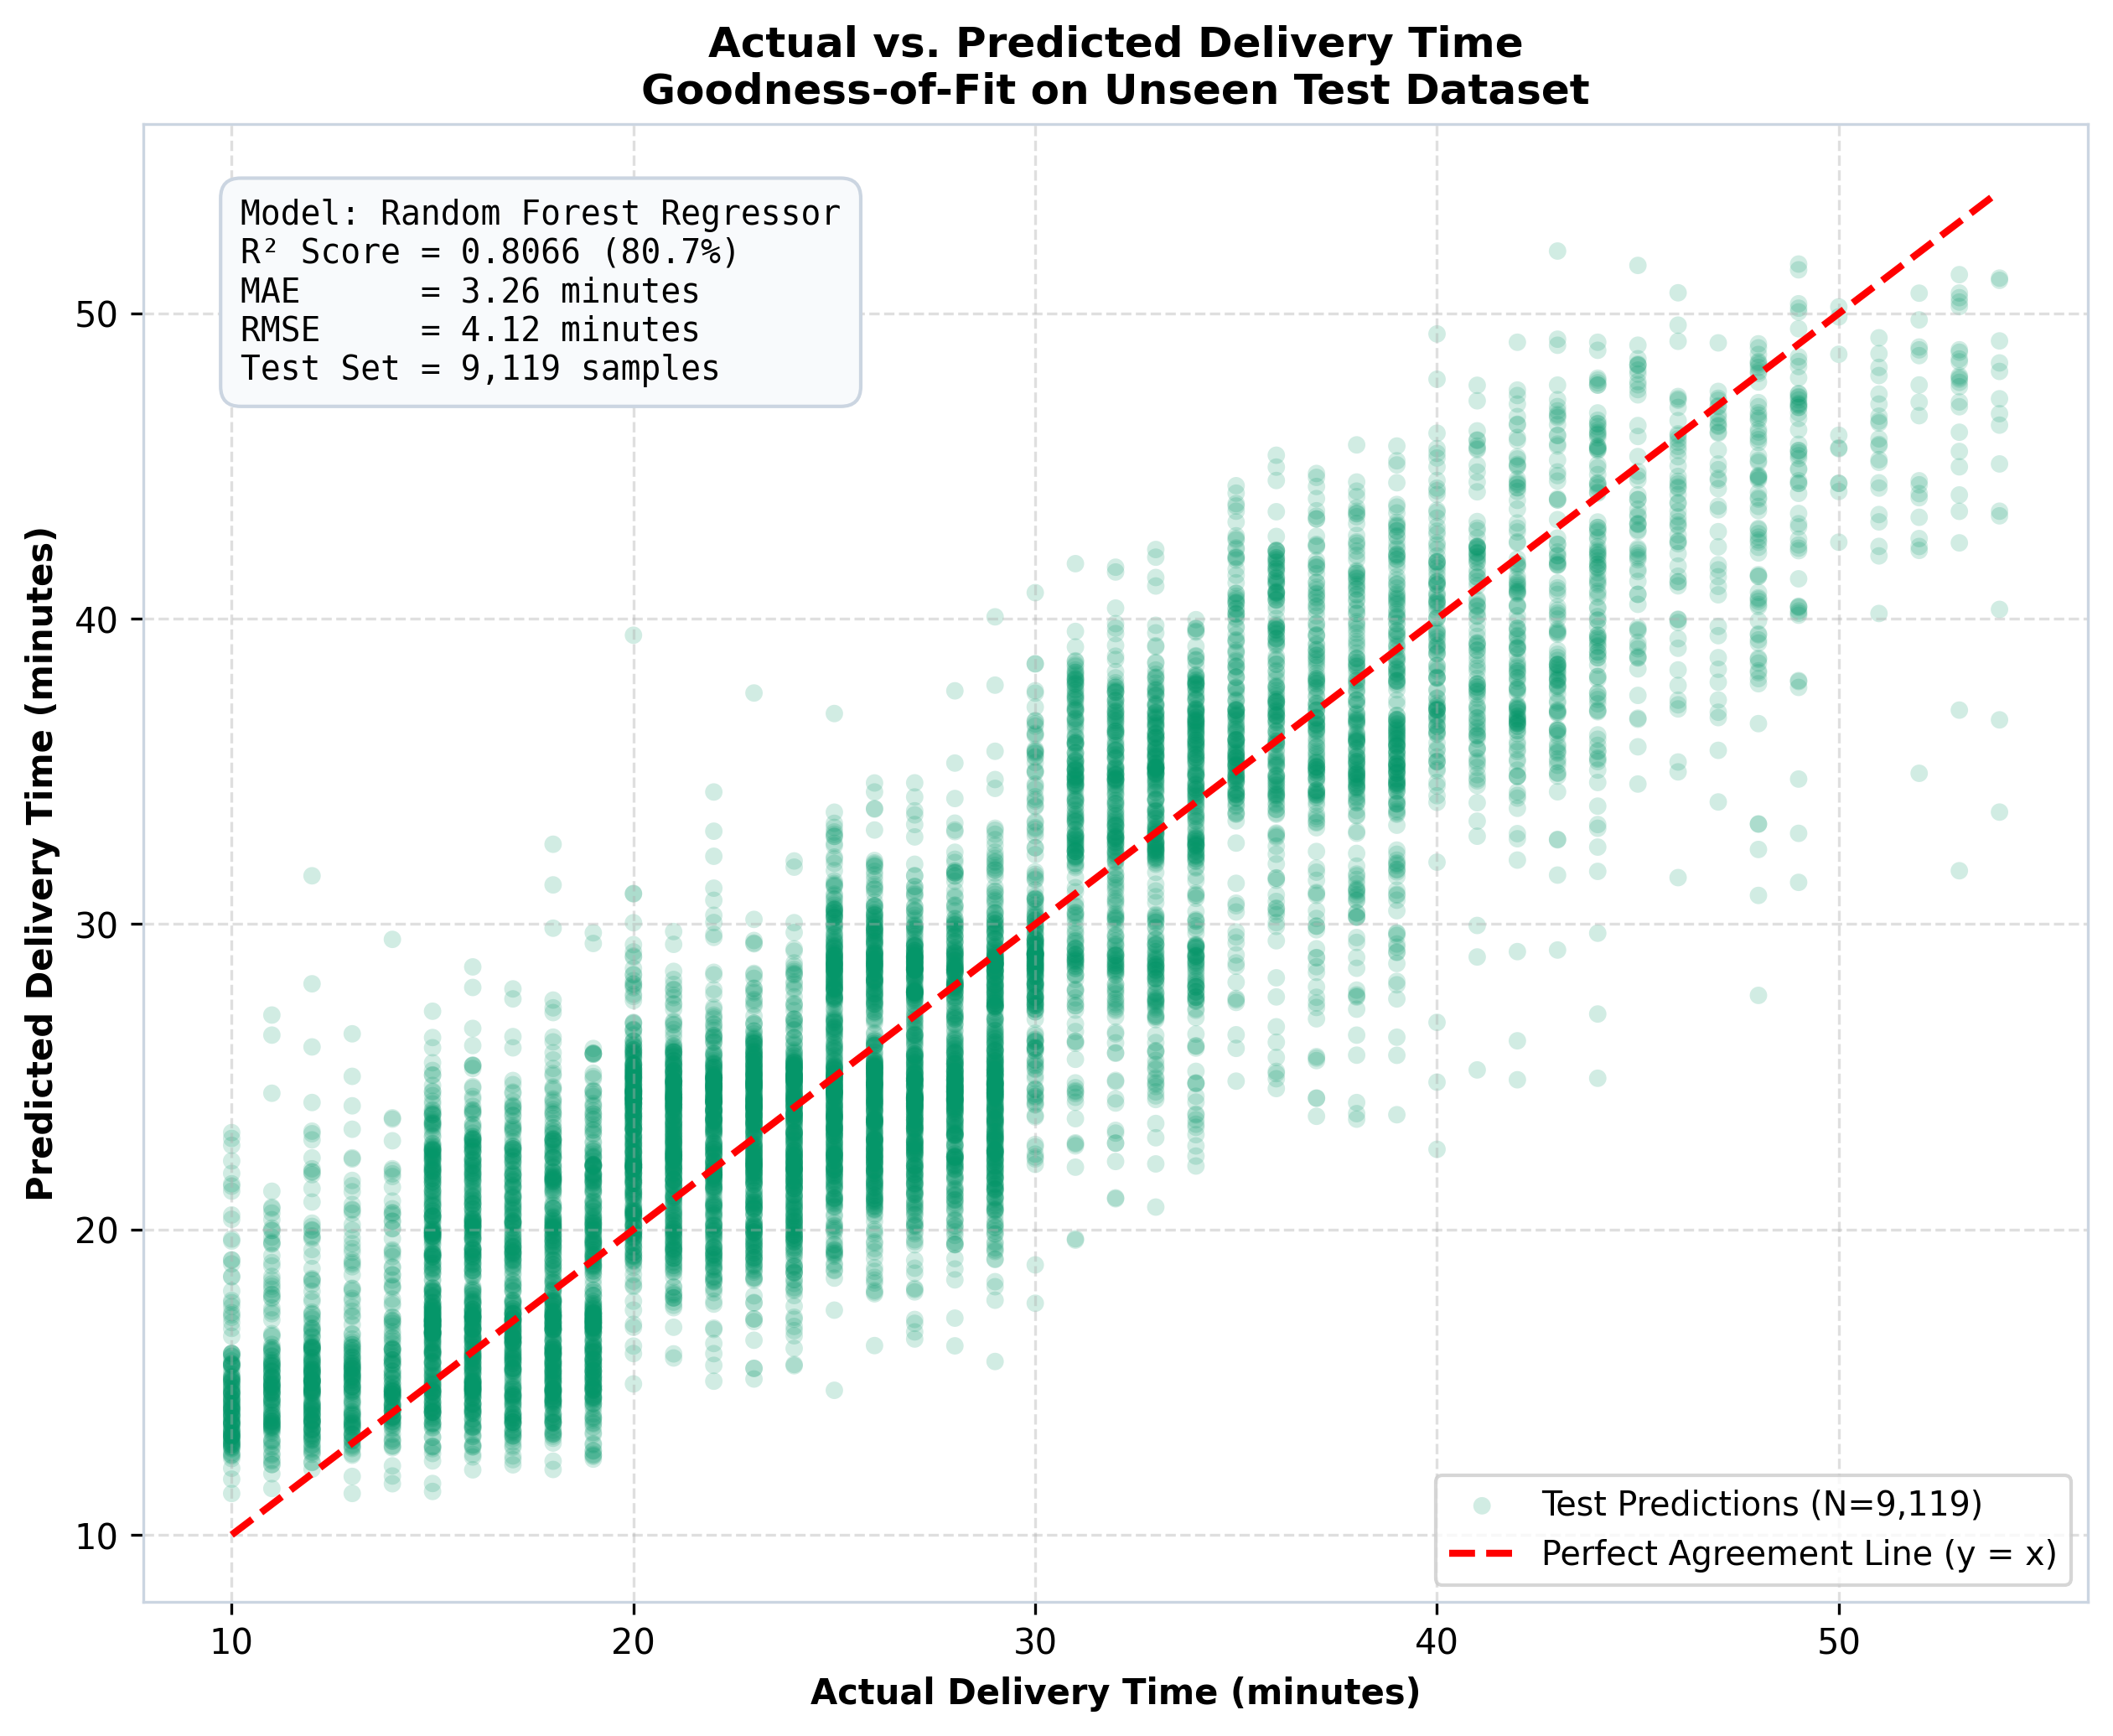 Actual vs. Predicted Delivery Time
Goodness-of-Fit on Unseen Test Dataset
Model: Random Forest Regressor
R² Score = 0.8066 (80.7%)
MAE      = 3.26 minutes
RMSE     = 4.12 minutes
Test Set = 9,119 samples
Predicted Delivery Time (minutes)
50
40
30
20
10
Test Predictions (N=9,119)
Perfect Agreement Line (y = x)
10 20 30 40 50
Actual Delivery Time (minutes)